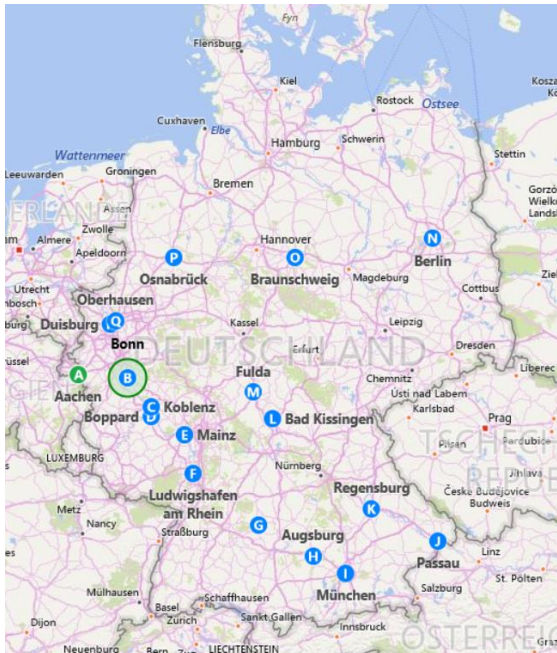 Fyn
Flensburg
Kiel
Rostock
Ostsee
Cuxhaven
Elbe
Wattenmeer
Hamburg
Schwerin
Stettin
Groningen
Leeuwarden
Bremen
Assen
Zwolle
Almere
Apeldoorn
Utrecht
N
Berlin
P
Osnabrück
Hannover
O
Braunschweig
Magdeburg
Cottbus
Oberhausen
Duisburg
Q
Kassel
Leipzig
DEUTSCHLAND
Erfurt
Dresden
Bonn
A
B
Aachen
Chemnitz
Liberec
Ústí nad Labem
Karlsbad
Prag
Fulda
M
C
Koblenz
Boppard
D
L
Bad Kissingen
E
Mainz
Pilsen
Pardubice
Jihlava
LUXEMBURG
F
Ludwigshafen
am Rhein
Nürnberg
Regensburg
K
České Budějovice
Budweis
Metz
Nancy
Straßburg
G
Augsburg
H
I
München
J
Passau
Linz
St. Pölten
Salzburg
Mülhausen
Schaffhausen
Basel
Zürich
Sankt Gallen
Innsbruck
Dijon
Neuenburg
Bern
LIECHTENSTEIN